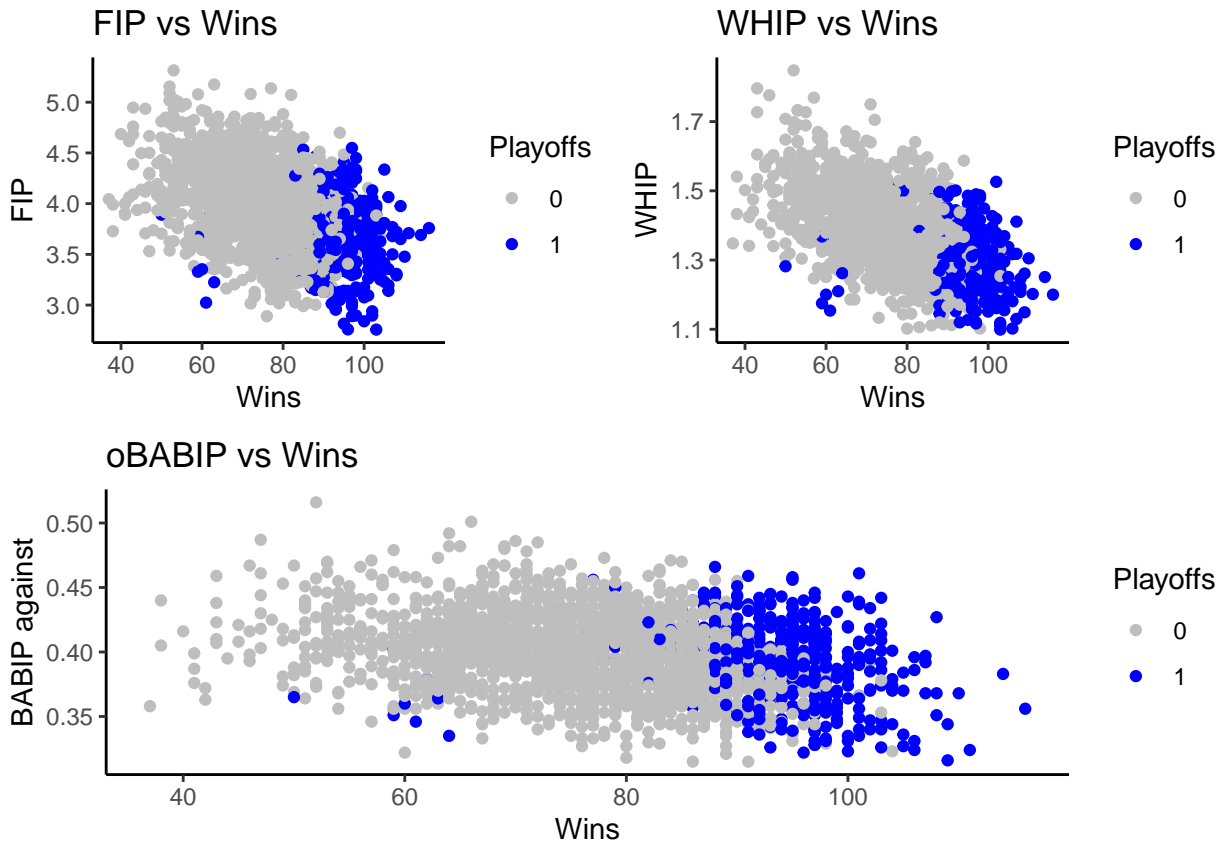 FIP vs Wins
5.0
4.5
4.0
3.5
3.0
FIP
40 60 80 100
Wins
Playoffs
0
1
WHIP vs Wins
1.7
1.5
1.3
1.1
WHIP
40 60 80 100
Wins
Playoffs
0
1
oBABIP vs Wins
0.50
0.45
0.40
0.35
BABIP against
40 60 80 100
Wins
Playoffs
0
1